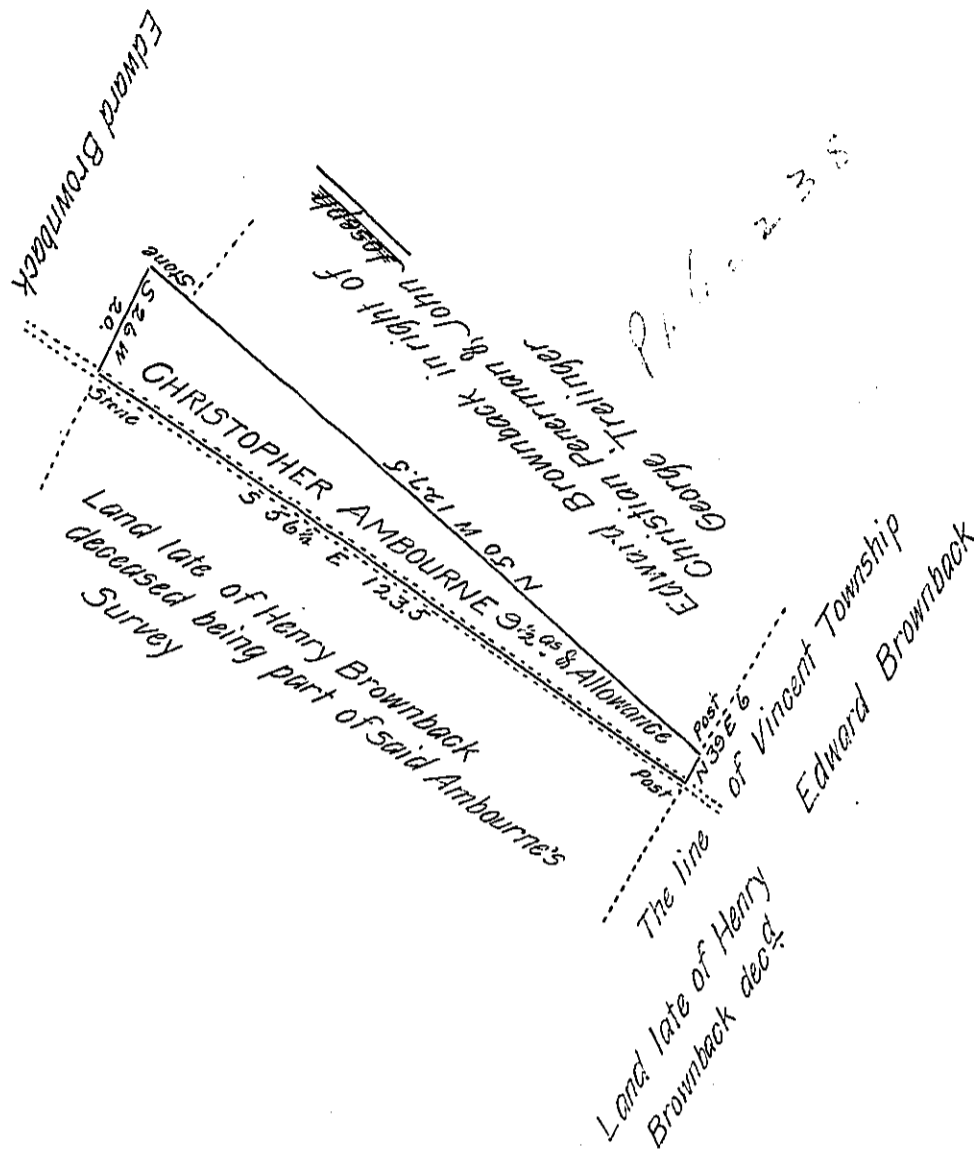 Edward Brownback
Stone
S 26 W
20.
Stone
CHRISTOPHER AMBOURNE 9½ as & Allowance
S 56¼ E 123.5
N 50 W 127.5
Edward Brownback in right of
Christian Penerman & John Joseph
George Trelinger
Land late of Henry Brownback
deceased being part of said Ambourne's
Survey
Post
Post
N 39 E 6
The line of Vincent Township
Edward Brownback
Land late of Henry
Brownback decd